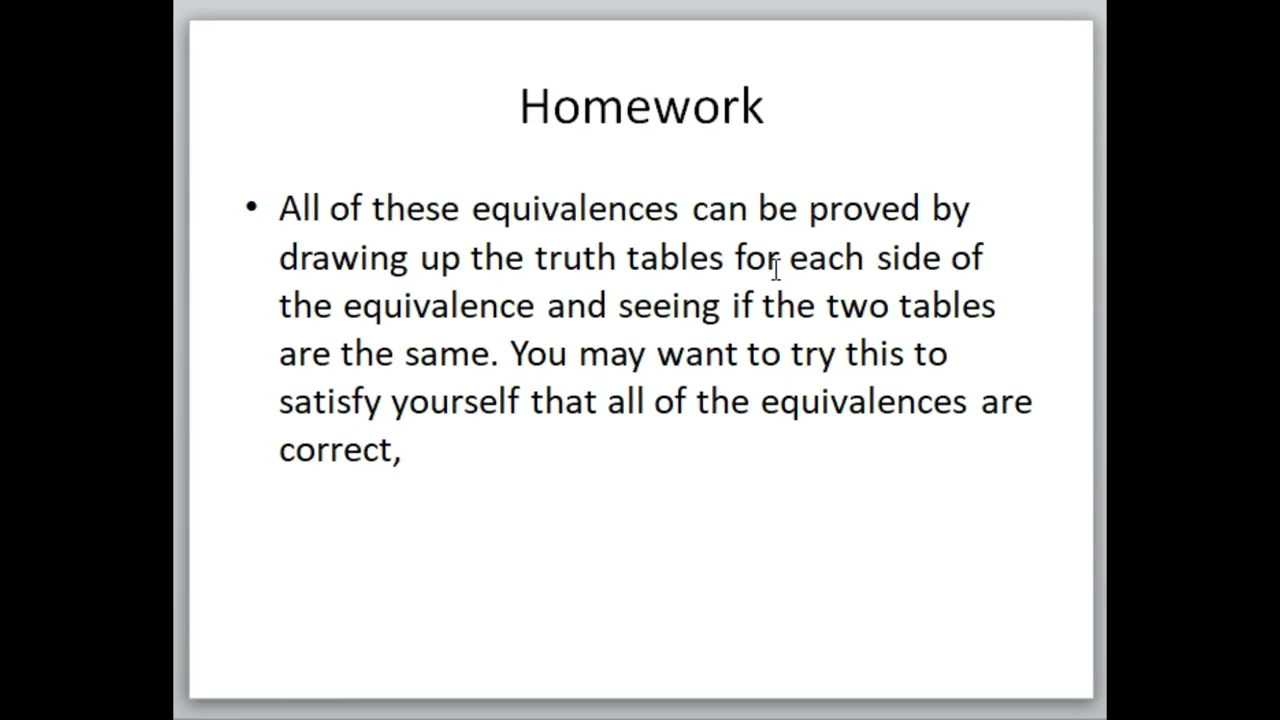 Homework
• All of these equivalences can be proved by
drawing up the truth tables for each side of
the equivalence and seeing if the two tables
are the same. You may want to try this to
satisfy yourself that all of the equivalences are
correct,